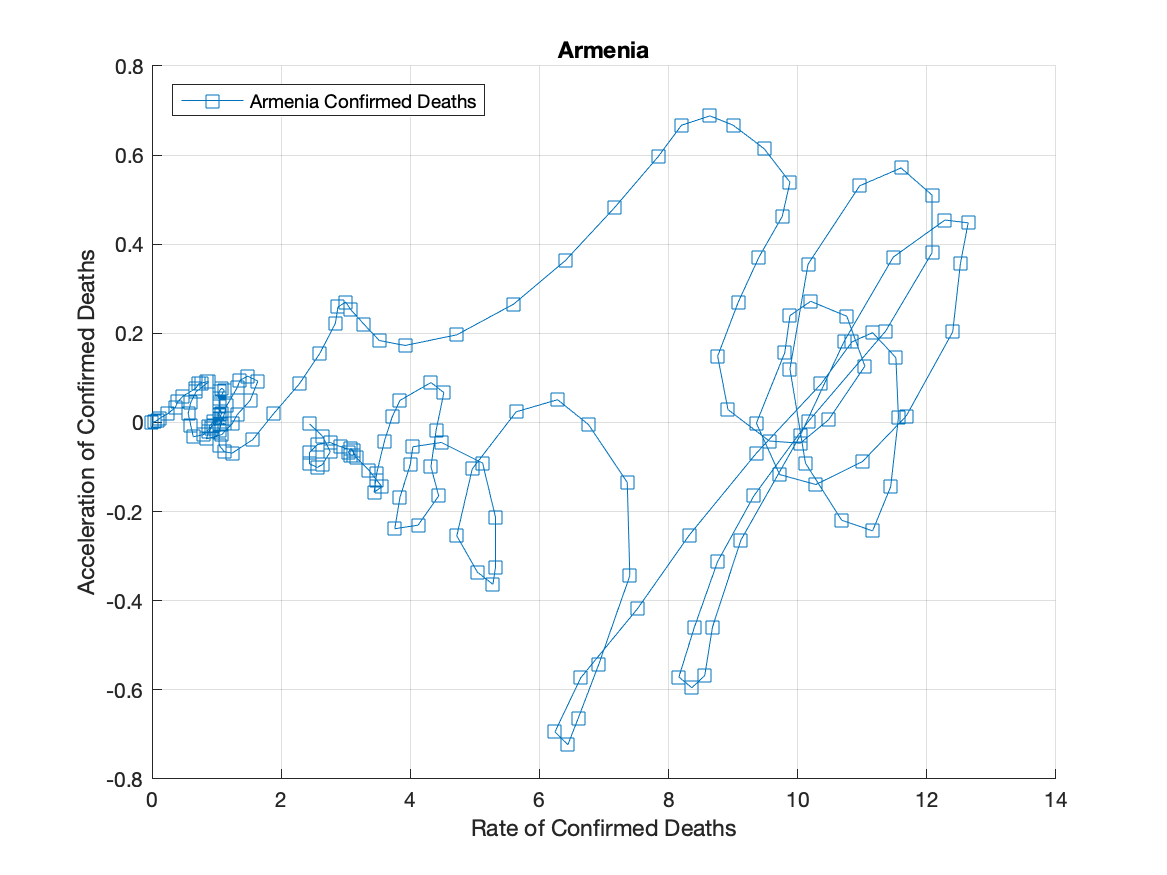 Armenia
Armenia Confirmed Deaths
0.8
0.6
0.4
0.2
0
-0.2
-0.4
-0.6
-0.8
Acceleration of Confirmed Deaths
0 2 4 6 8 10 12 14
Rate of Confirmed Deaths